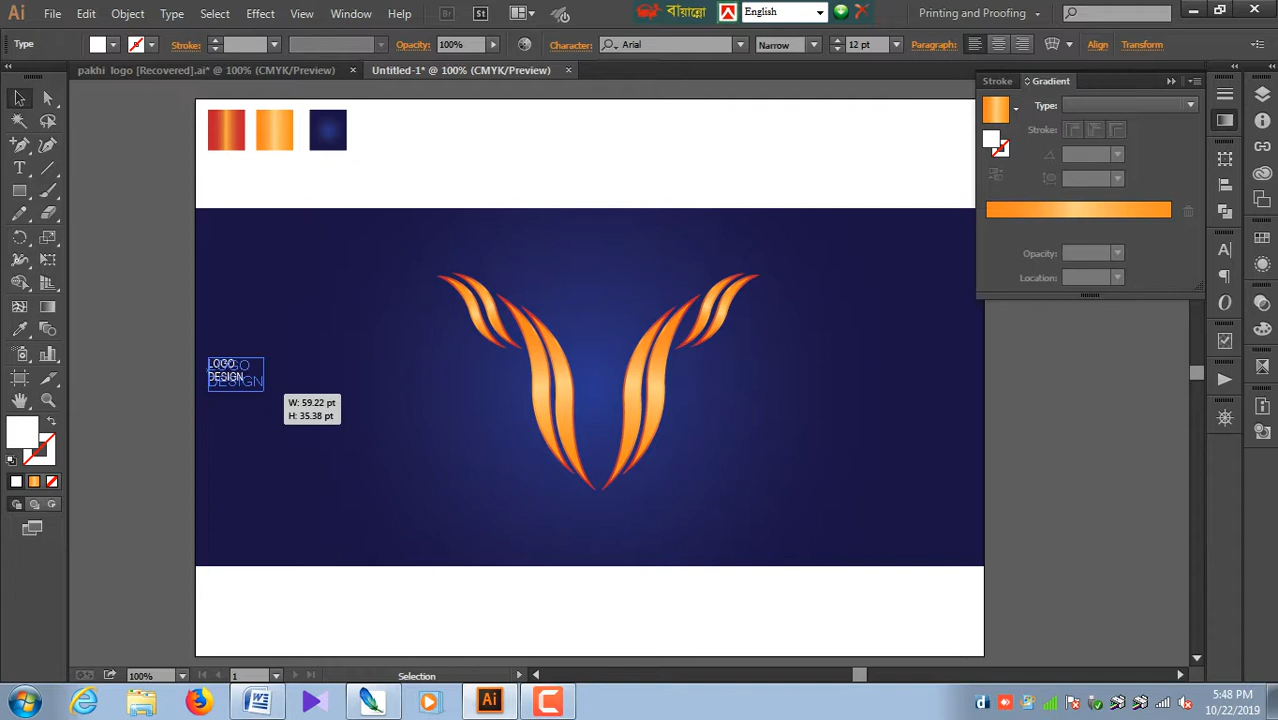 Ai File Edit Object Type Select Effect View Window Help Br St বায়ান্নো English Printing and Proofing
Type Stroke: Opacity: 100% Character: Arial Narrow 12 pt Paragraph: Align Transform
pakhi logo [Recovered].ai* @ 100% (CMYK/Preview) × Untitled-1* @ 100% (CMYK/Preview) ×
Stroke Gradient
Type:
Stroke:
Opacity:
Location:
LOGO
DESIGN
W: 59.22 pt
H: 35.38 pt
100% 1 Selection
5:48 PM
10/22/2019